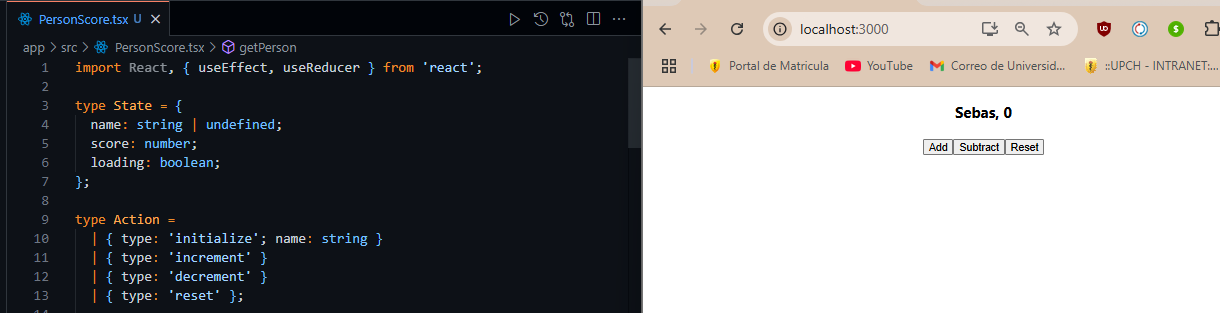 PersonScore.tsx U
app > src > PersonScore.tsx > getPerson
1 import React, { useEffect, useReducer } from 'react';
2
3 type State = {
4 name: string | undefined;
5 score: number;
6 loading: boolean;
7 };
8
9 type Action =
10 | { type: 'initialize'; name: string }
11 | { type: 'increment' }
12 | { type: 'decrement' }
13 | { type: 'reset' };
localhost:3000
Portal de Matricula YouTube Correo de Universid... ::UPCH - INTRANET:...
Sebas, 0
Add Subtract Reset